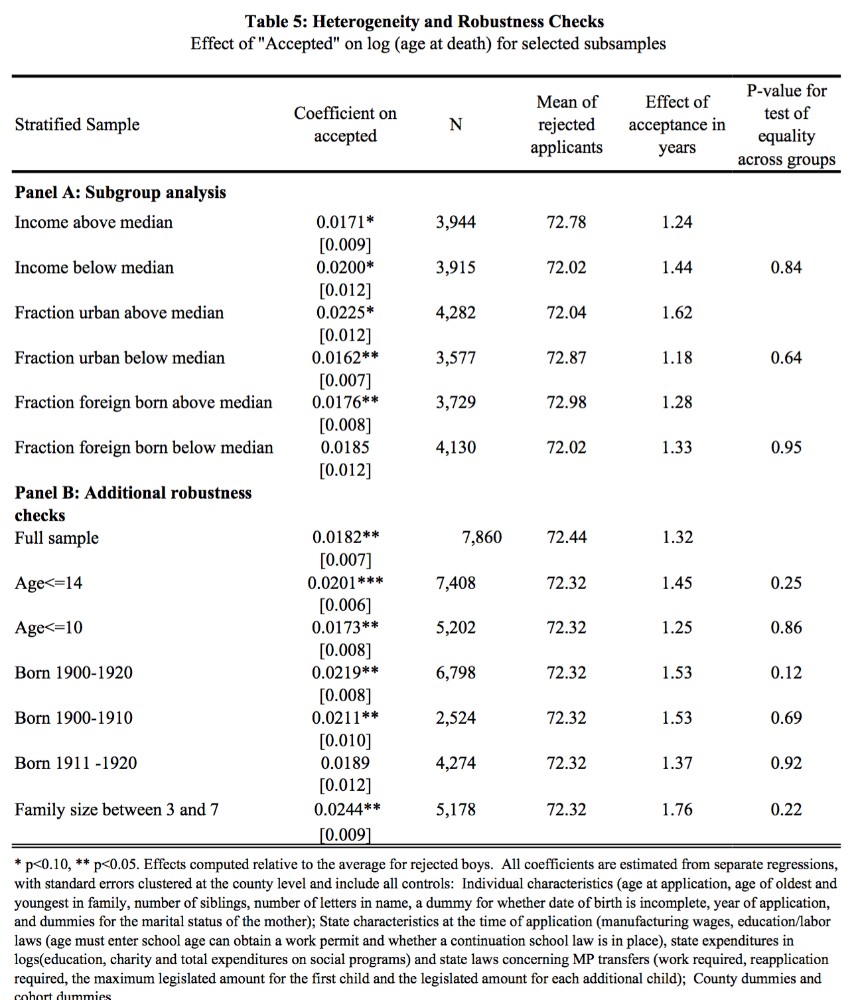 Table 5: Heterogeneity and Robustness Checks
Effect of "Accepted" on log (age at death) for selected subsamples
Stratified Sample Coefficient on accepted N Mean of rejected applicants Effect of acceptance in years P-value for test of equality across groups
Panel A: Subgroup analysis
Income above median 0.0171* 3,944 72.78 1.24
[0.009]
Income below median 0.0200* 3,915 72.02 1.44 0.84
[0.012]
Fraction urban above median 0.0225* 4,282 72.04 1.62
[0.012]
Fraction urban below median 0.0162** 3,577 72.87 1.18 0.64
[0.007]
Fraction foreign born above median 0.0176** 3,729 72.98 1.28
[0.008]
Fraction foreign born below median 0.0185 4,130 72.02 1.33 0.95
[0.012]
Panel B: Additional robustness
checks
Full sample 0.0182** 7,860 72.44 1.32
[0.007]
Age<=14 0.0201*** 7,408 72.32 1.45 0.25
[0.006]
Age<=10 0.0173** 5,202 72.32 1.25 0.86
[0.008]
Born 1900-1920 0.0219** 6,798 72.32 1.53 0.12
[0.008]
Born 1900-1910 0.0211** 2,524 72.32 1.53 0.69
[0.010]
Born 1911 -1920 0.0189 4,274 72.32 1.37 0.92
[0.012]
Family size between 3 and 7 0.0244** 5,178 72.32 1.76 0.22
[0.009]
* p<0.10, ** p<0.05. Effects computed relative to the average for rejected boys.  All coefficients are estimated from separate regressions,
with standard errors clustered at the county level and include all controls:  Individual characteristics (age at application, age of oldest and
youngest in family, number of siblings, number of letters in name, a dummy for whether date of birth is incomplete, year of application,
and dummies for the marital status of the mother); State characteristics at the time of application (manufacturing wages, education/labor
laws (age must enter school age can obtain a work permit and whether a continuation school law is in place), state expenditures in
logs(education, charity and total expenditures on social programs) and state laws concerning MP transfers (work required, reapplication
required, the maximum legislated amount for the first child and the legislated amount for each additional child);  County dummies and
cohort dummies